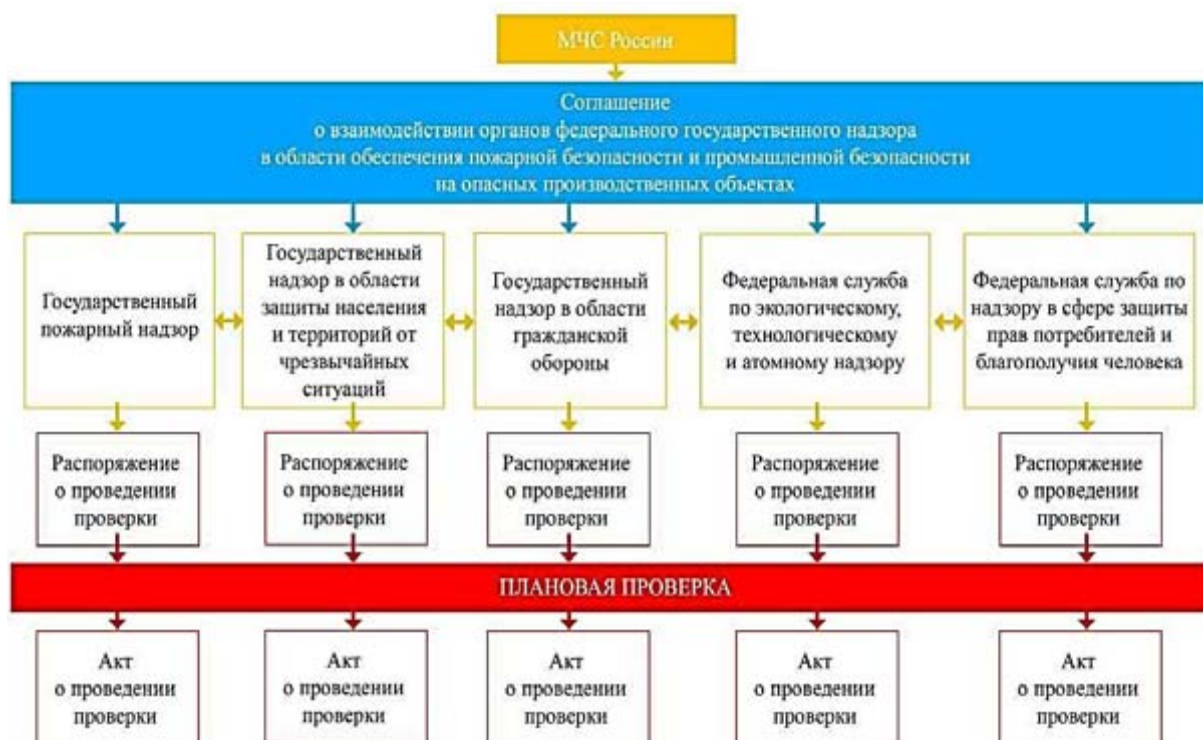 МЧС России
Соглашение
о взаимодействии органов федерального государственного надзора
в области обеспечения пожарной безопасности и промышленной безопасности
на опасных производственных объектах
Государственный
пожарный надзор
Государственный
надзор в области
защиты населения
и территорий от
чрезвычайных
ситуаций
Государственный
надзор в области
гражданской
обороны
Федеральная служба
по экологическому,
технологическому
и атомному надзору
Федеральная служба по
надзору в сфере защиты
прав потребителей и
благополучия человека
Распоряжение
о проведении
проверки
Распоряжение
о проведении
проверки
Распоряжение
о проведении
проверки
Распоряжение
о проведении
проверки
Распоряжение
о проведении
проверки
ПЛАНОВАЯ ПРОВЕРКА
Акт
о проведении
проверки
Акт
о проведении
проверки
Акт
о проведении
проверки
Акт
о проведении
проверки
Акт
о проведении
проверки